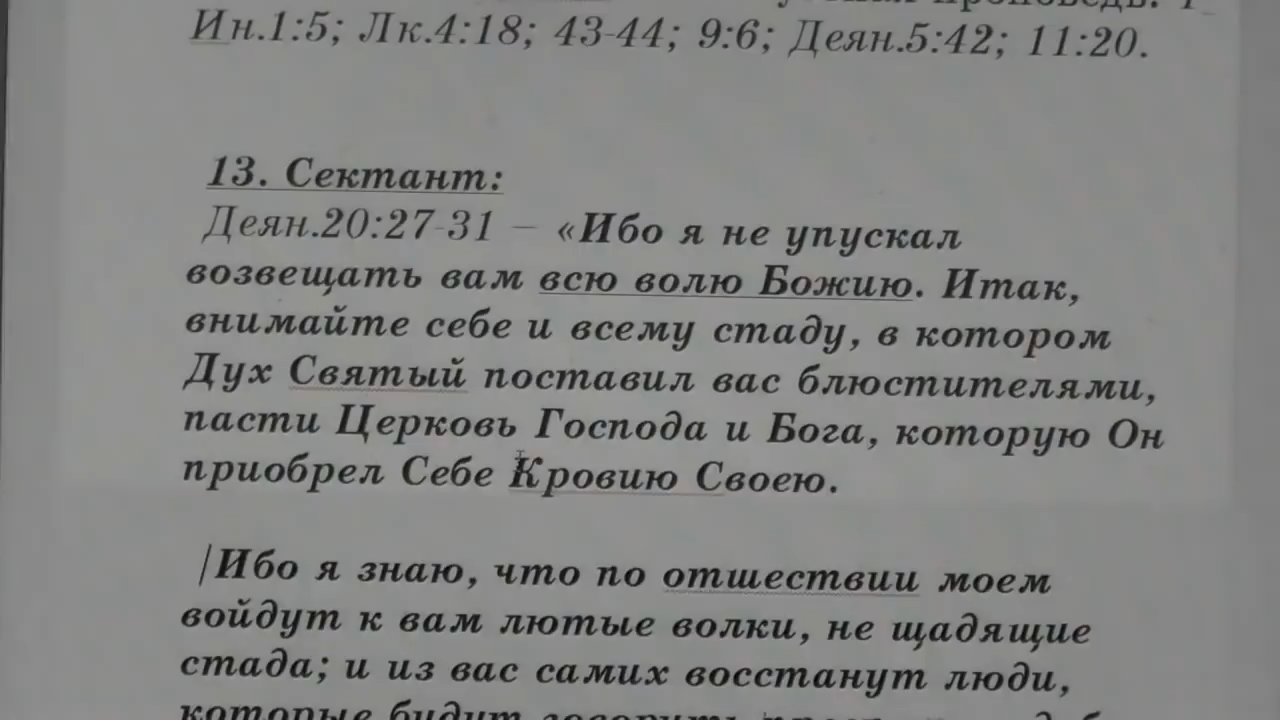 Ин.1:5; Лк.4:18; 43-44; 9:6; Деян.5:42; 11:20.
13. Сектант:
Деян.20:27-31 – «Ибо я не упускал
возвещать вам всю волю Божию. Итак,
внимайте себе и всему стаду, в котором
Дух Святый поставил вас блюстителями,
пасти Церковь Господа и Бога, которую Он
приобрел Себе Кровию Своею.
Ибо я знаю, что по отшествии моем
войдут к вам лютые волки, не щадящие
стада; и из вас самих восстанут люди,
которые будут говорить